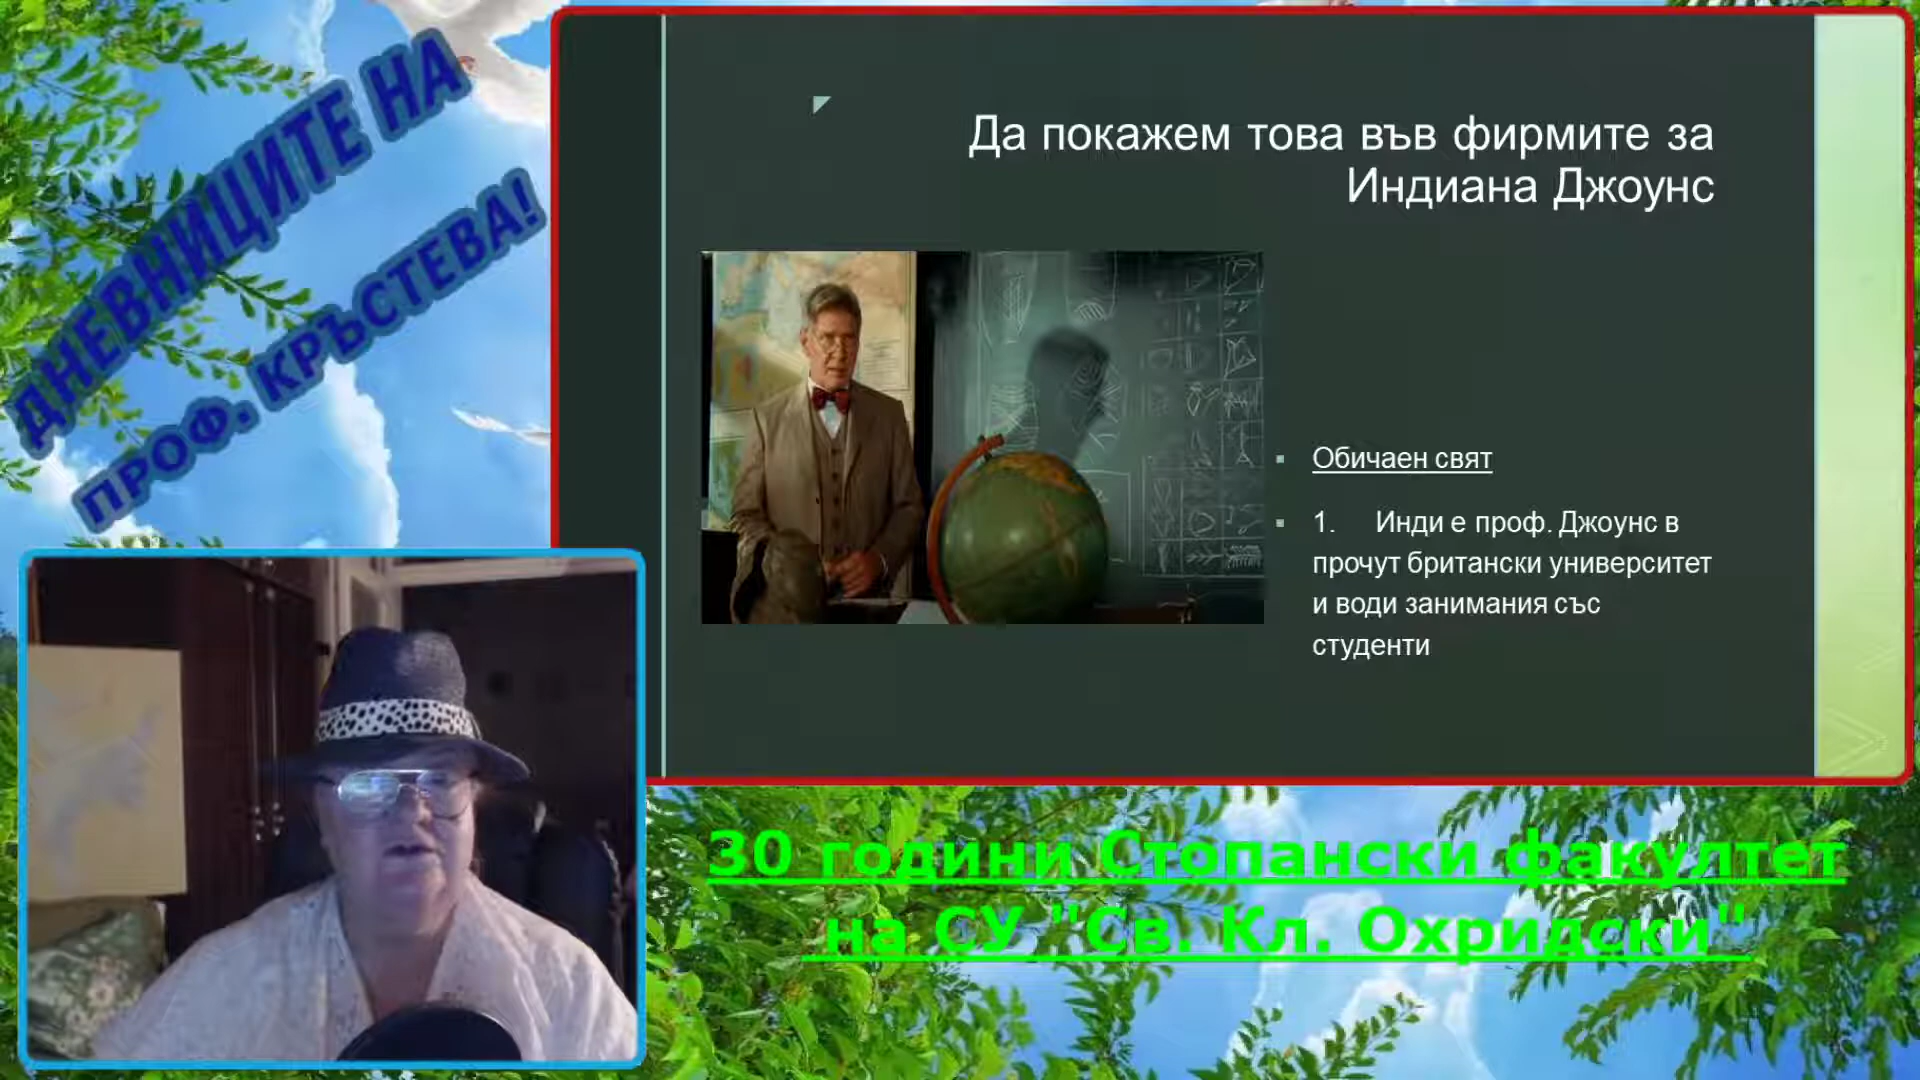 ДНЕВНИЦИТЕ НА
ПРОФ. КРЪСТЕВА!
Да покажем това във фирмите за
Индиана Джоунс
Обичаен свят
1. Инди е проф. Джоунс в
прочут британски университет
и води занимания със
студенти
30 години Стопански факултет
на СУ "Св. Кл. Охридски"